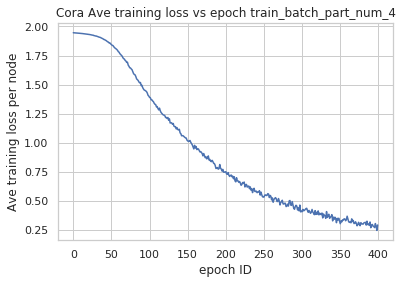 Cora Ave training loss vs epoch train_batch_part_num_4
2.00
1.75
1.50
1.25
1.00
0.75
0.50
0.25
Ave training loss per node
0 50 100 150 200 250 300 350 400
epoch ID